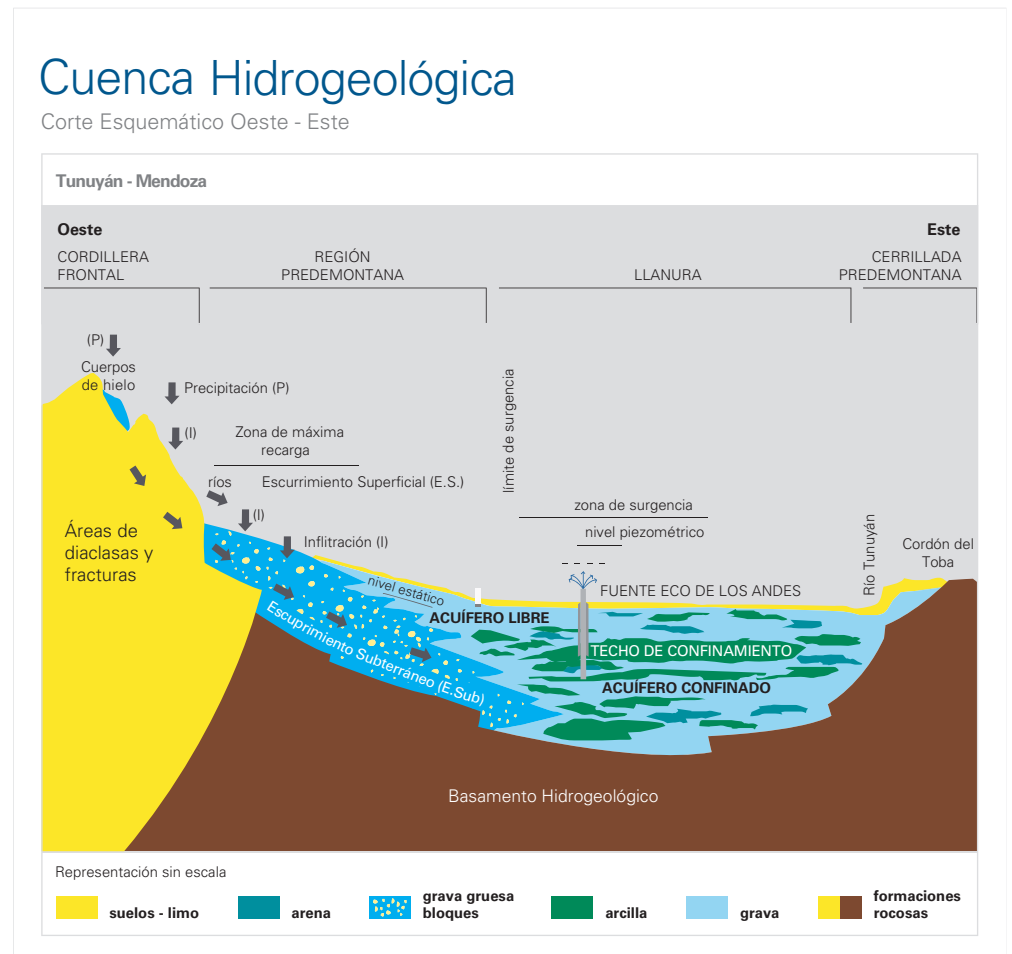 Cuenca Hidrogeológica
Corte Esquemático Oeste - Este
Tunuyán - Mendoza
Oeste
Este
CORDILLERA
FRONTAL
REGIÓN
PREDEMONTANA
LLANURA
CERRILLADA
PREDEMONTANA
(P)
Cuerpos
de hielo
Precipitación (P)
(I)
Zona de máxima
recarga
ríos
Escurrimiento Superficial (E.S.)
(I)
Inflitración (I)
límite de surgencia
zona de surgencia
nivel piezométrico
Áreas de
diaclasas y
fracturas
nivel estático
FUENTE ECO DE LOS ANDES
Río Tunuyán
Cordón del
Toba
ACUÍFERO LIBRE
Escuprimiento Subterráneo (E.Sub)
TECHO DE CONFINAMIENTO
ACUÍFERO CONFINADO
Basamento Hidrogeológico
Representación sin escala
suelos - limo
arena
grava gruesa
bloques
arcilla
grava
formaciones
rocosas